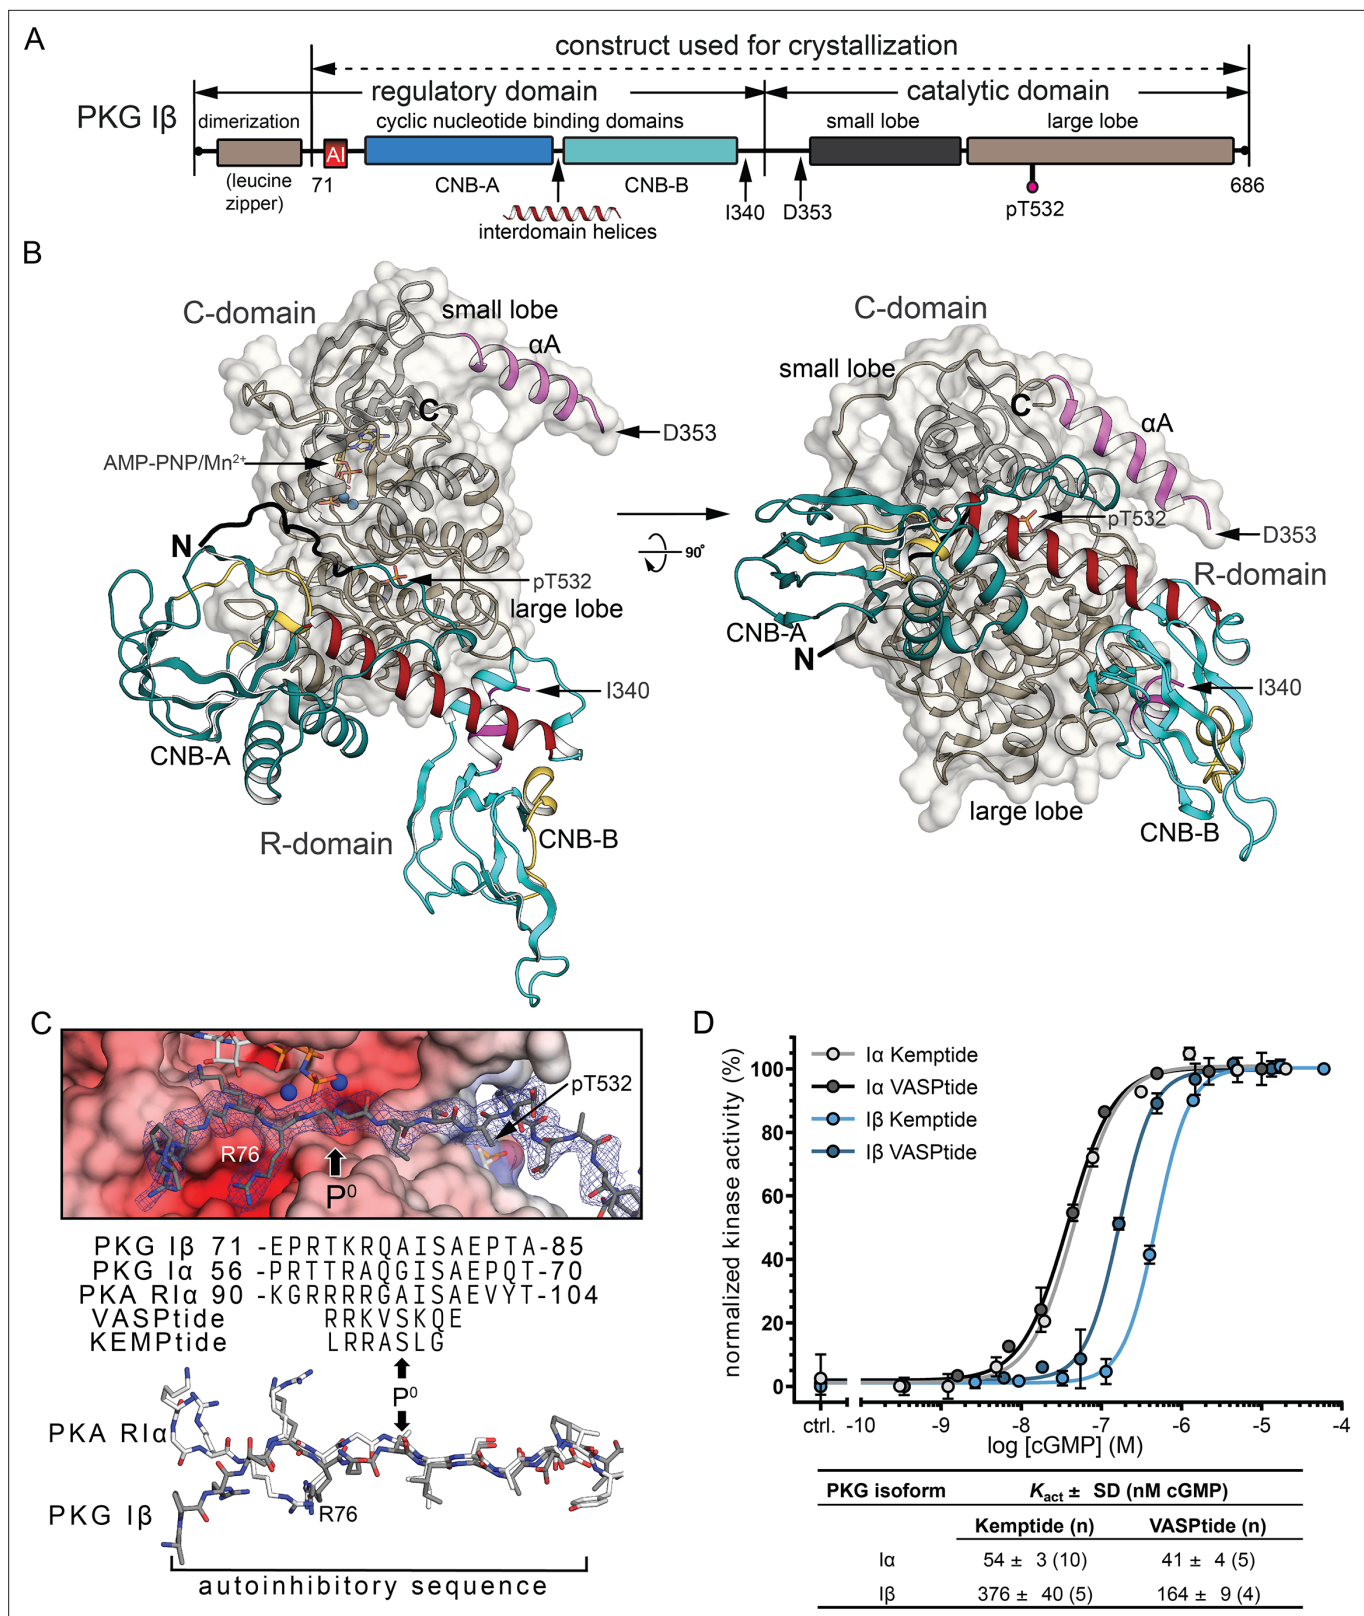 A
construct used for crystallization
regulatory domain
catalytic domain
PKG Iβ
dimerization
cyclic nucleotide binding domains
small lobe
large lobe
AI
(leucine
zipper)
71
CNB-A
CNB-B
I340
D353
pT532
686
interdomain helices
B
C-domain
small lobe
αA
C
D353
AMP-PNP/Mn²⁺
N
pT532
large lobe
I340
CNB-A
R-domain
CNB-B
90°
C-domain
small lobe
C
αA
pT532
D353
R-domain
CNB-A
N
I340
large lobe
CNB-B
C
pT532
R76
P⁰
PKG Iβ 71 -EPRTKRQAISAEPTA-85
PKG Iα 56 -PRTTRAQGISAEPQT-70
PKA RIα 90 -KGRRRRGAISAEVYT-104
VASPtide RRKVSKQE
KEMPtide LRRASLG
P⁰
PKA RIα
PKG Iβ
R76
autoinhibitory sequence
D
normalized kinase activity (%)
100
80
60
40
20
0
Iα Kemptide
Iα VASPtide
Iβ Kemptide
Iβ VASPtide
ctrl. -10 -9 -8 -7 -6 -5 -4
log [cGMP] (M)
PKG isoform Kact ± SD (nM cGMP)
Kemptide (n) VASPtide (n)
Iα 54 ± 3 (10) 41 ± 4 (5)
Iβ 376 ± 40 (5) 164 ± 9 (4)